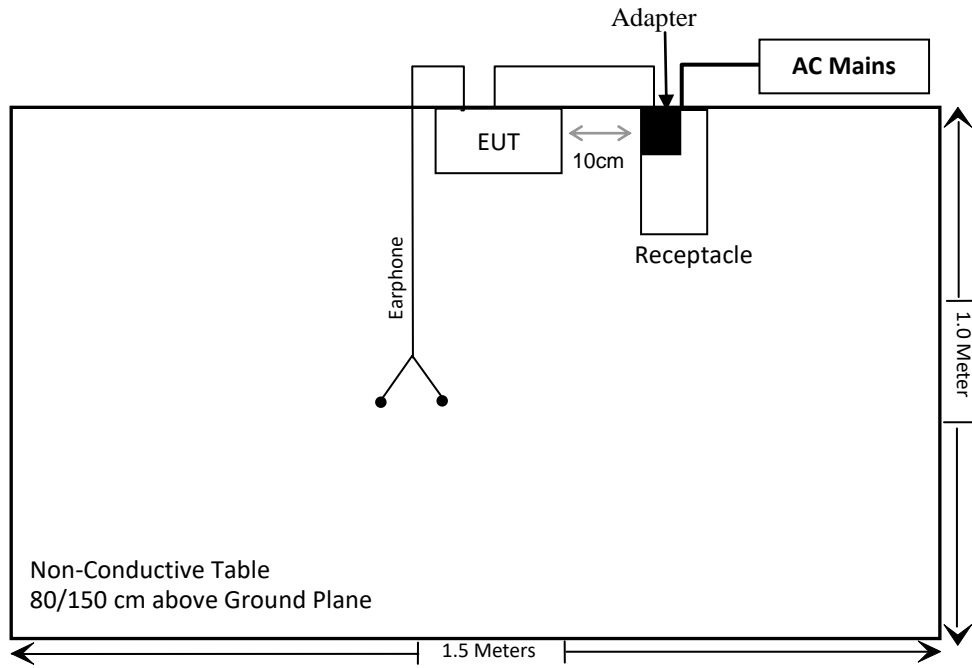 Adapter
AC Mains
EUT
10cm
Receptacle
Earphone
1.0 Meter
Non-Conductive Table
80/150 cm above Ground Plane
1.5 Meters